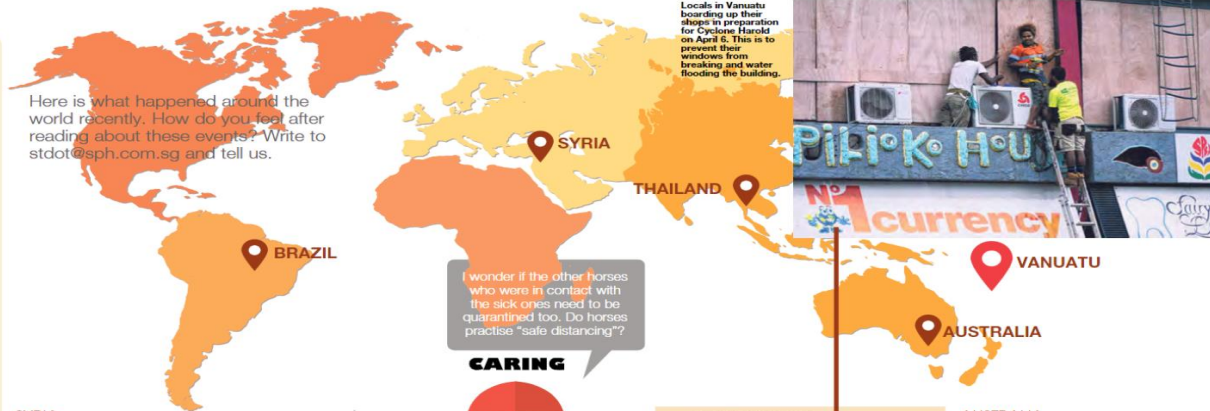 Here is what happened around the
world recently. How do you feel after
reading about these events? Write to
stdot@sph.com.sg and tell us.
Locals in Vanuatu
boarding up their
shops in preparation
for Cyclone Harold
on April 6. This is to
prevent their
windows from
breaking and water
flooding the building.
PilioKo HoU
No1 currency
Fairy
SYRIA
THAILAND
BRAZIL
VANUATU
AUSTRALIA
I wonder if the other horses
who were in contact with
the sick ones need to be
quarantined too. Do horses
practise “safe distancing”?
CARING